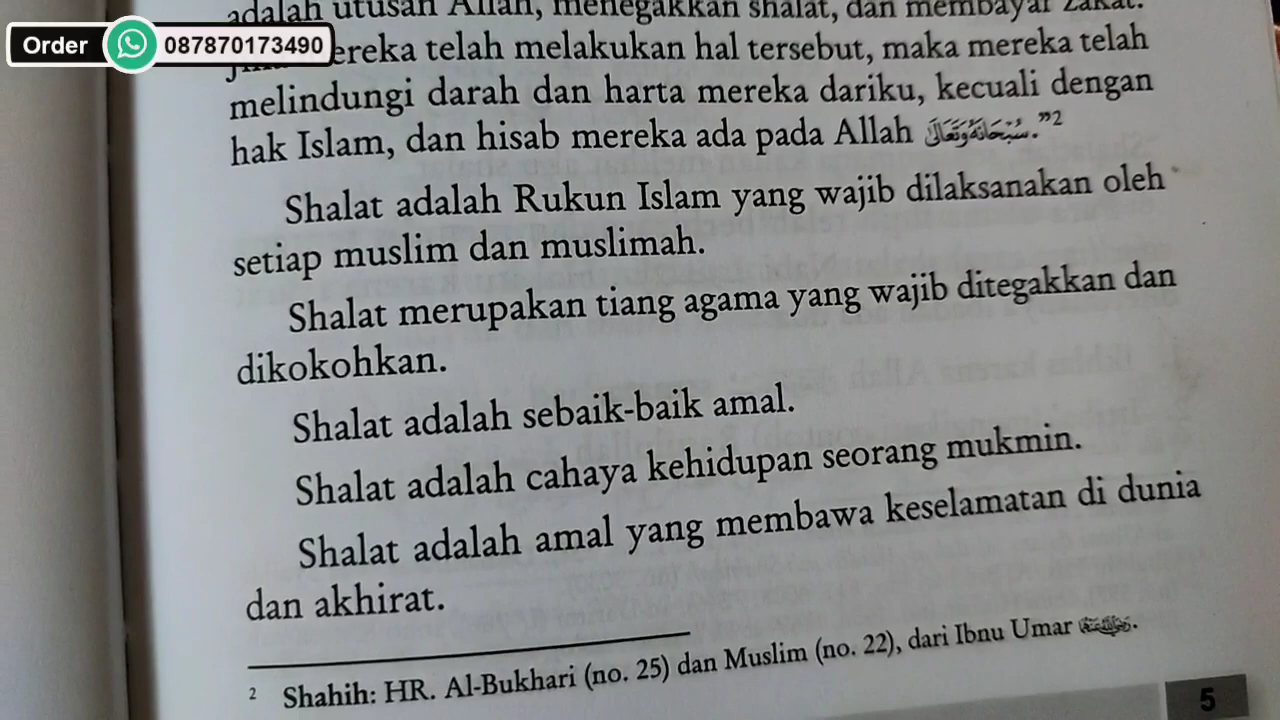 adalah utusan Allah, menegakkan shalat, dan membayar zakat.
Order 087870173490
mereka telah melakukan hal tersebut, maka mereka telah
melindungi darah dan harta mereka dariku, kecuali dengan
hak Islam, dan hisab mereka ada pada Allah سُبْحَانَهُ وَتَعَالَى.”2
Shalat adalah Rukun Islam yang wajib dilaksanakan oleh
setiap muslim dan muslimah.
Shalat merupakan tiang agama yang wajib ditegakkan dan
dikokohkan.
Shalat adalah sebaik-baik amal.
Shalat adalah cahaya kehidupan seorang mukmin.
Shalat adalah amal yang membawa keselamatan di dunia
dan akhirat.
2 Shahih: HR. Al-Bukhari (no. 25) dan Muslim (no. 22), dari Ibnu Umar .
5